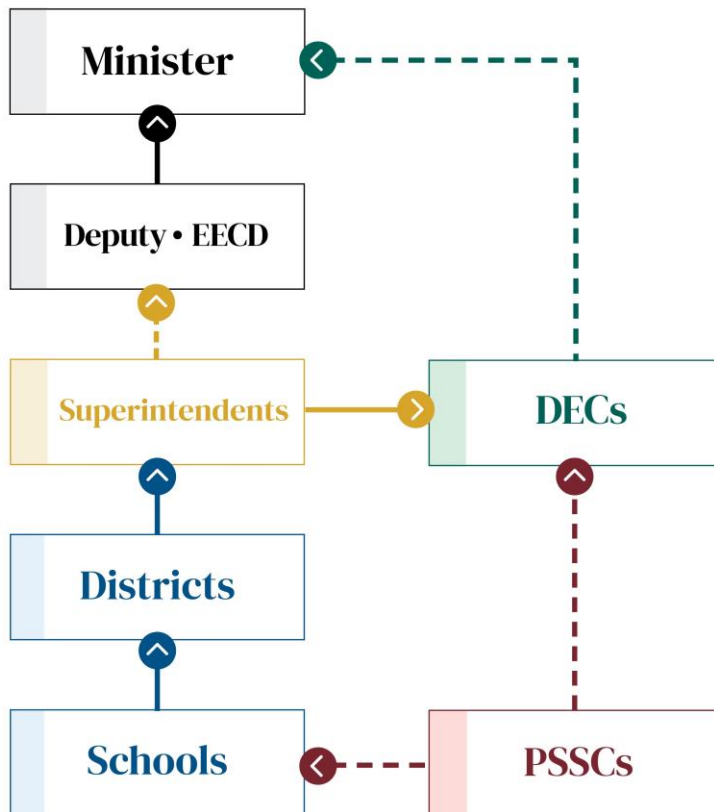 Minister
Deputy • EECD
Superintendents
DECs
Districts
Schools
PSSCs